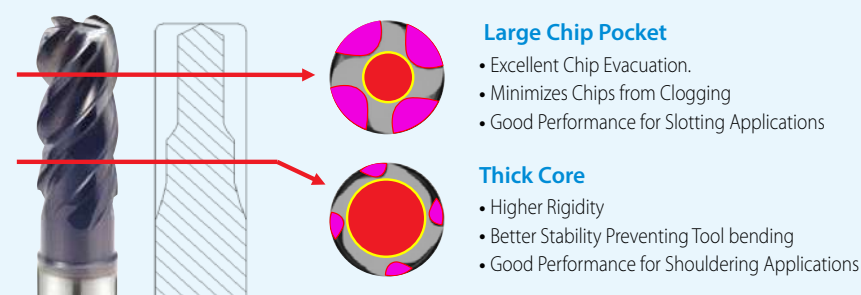 Large Chip Pocket
• Excellent Chip Evacuation.
• Minimizes Chips from Clogging
• Good Performance for Slotting Applications
Thick Core
• Higher Rigidity
• Better Stability Preventing Tool bending
• Good Performance for Shouldering Applications